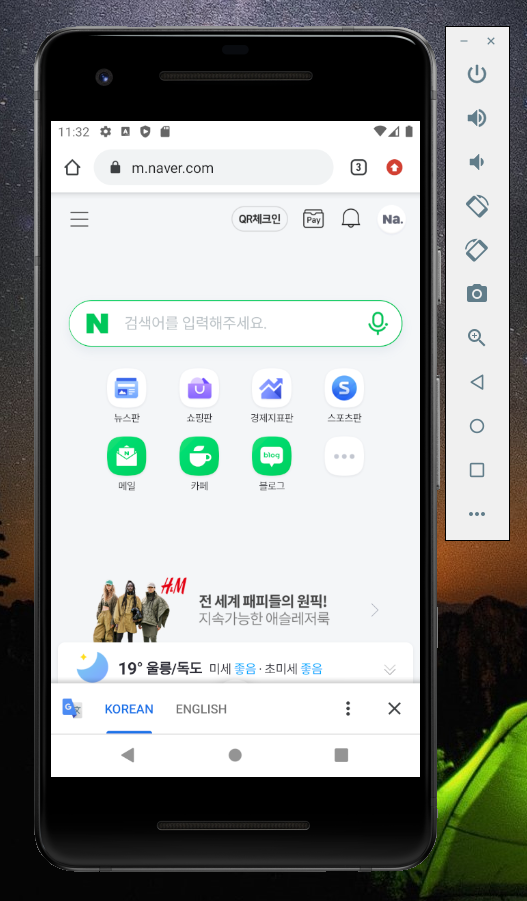 11:32
m.naver.com
3
QR체크인
Pay
Na.
N
검색어를 입력해주세요.
뉴스판
쇼핑판
경제지표판
스포츠판
S
N
blog
메일
카페
블로그
H&M
전 세계 패피들의 원픽!
지속가능한 애슬레저룩
19° 울릉/독도 미세 좋음 · 초미세 좋음
G
KOREAN
ENGLISH